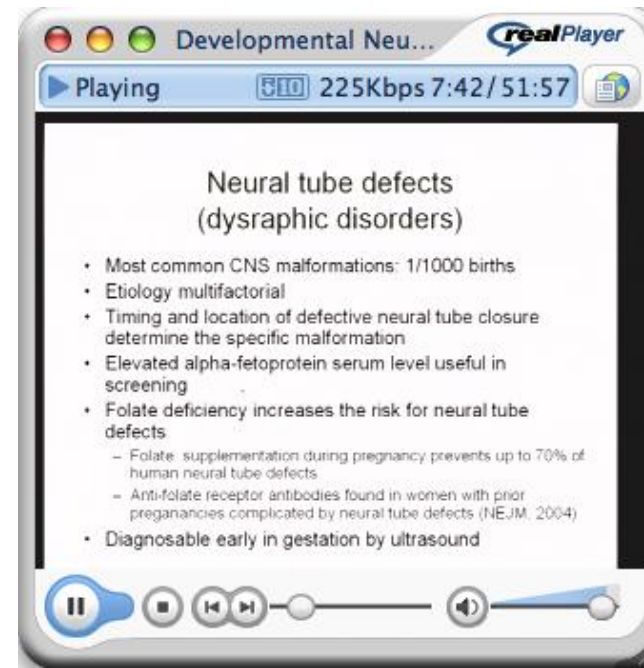 Developmental Neu...
realPlayer
Playing
10 225Kbps 7:42/51:57
Neural tube defects
(dysraphic disorders)
• Most common CNS malformations: 1/1000 births
• Etiology multifactorial
• Timing and location of defective neural tube closure
determine the specific malformation
• Elevated alpha-fetoprotein serum level useful in
screening
• Folate deficiency increases the risk for neural tube
defects
– Folate supplementation during pregnancy prevents up to 70% of
human neural tube defects
– Anti-folate receptor antibodies found in women with prior
preganancies complicated by neural tube defects (NEJM, 2004)
• Diagnosable early in gestation by ultrasound